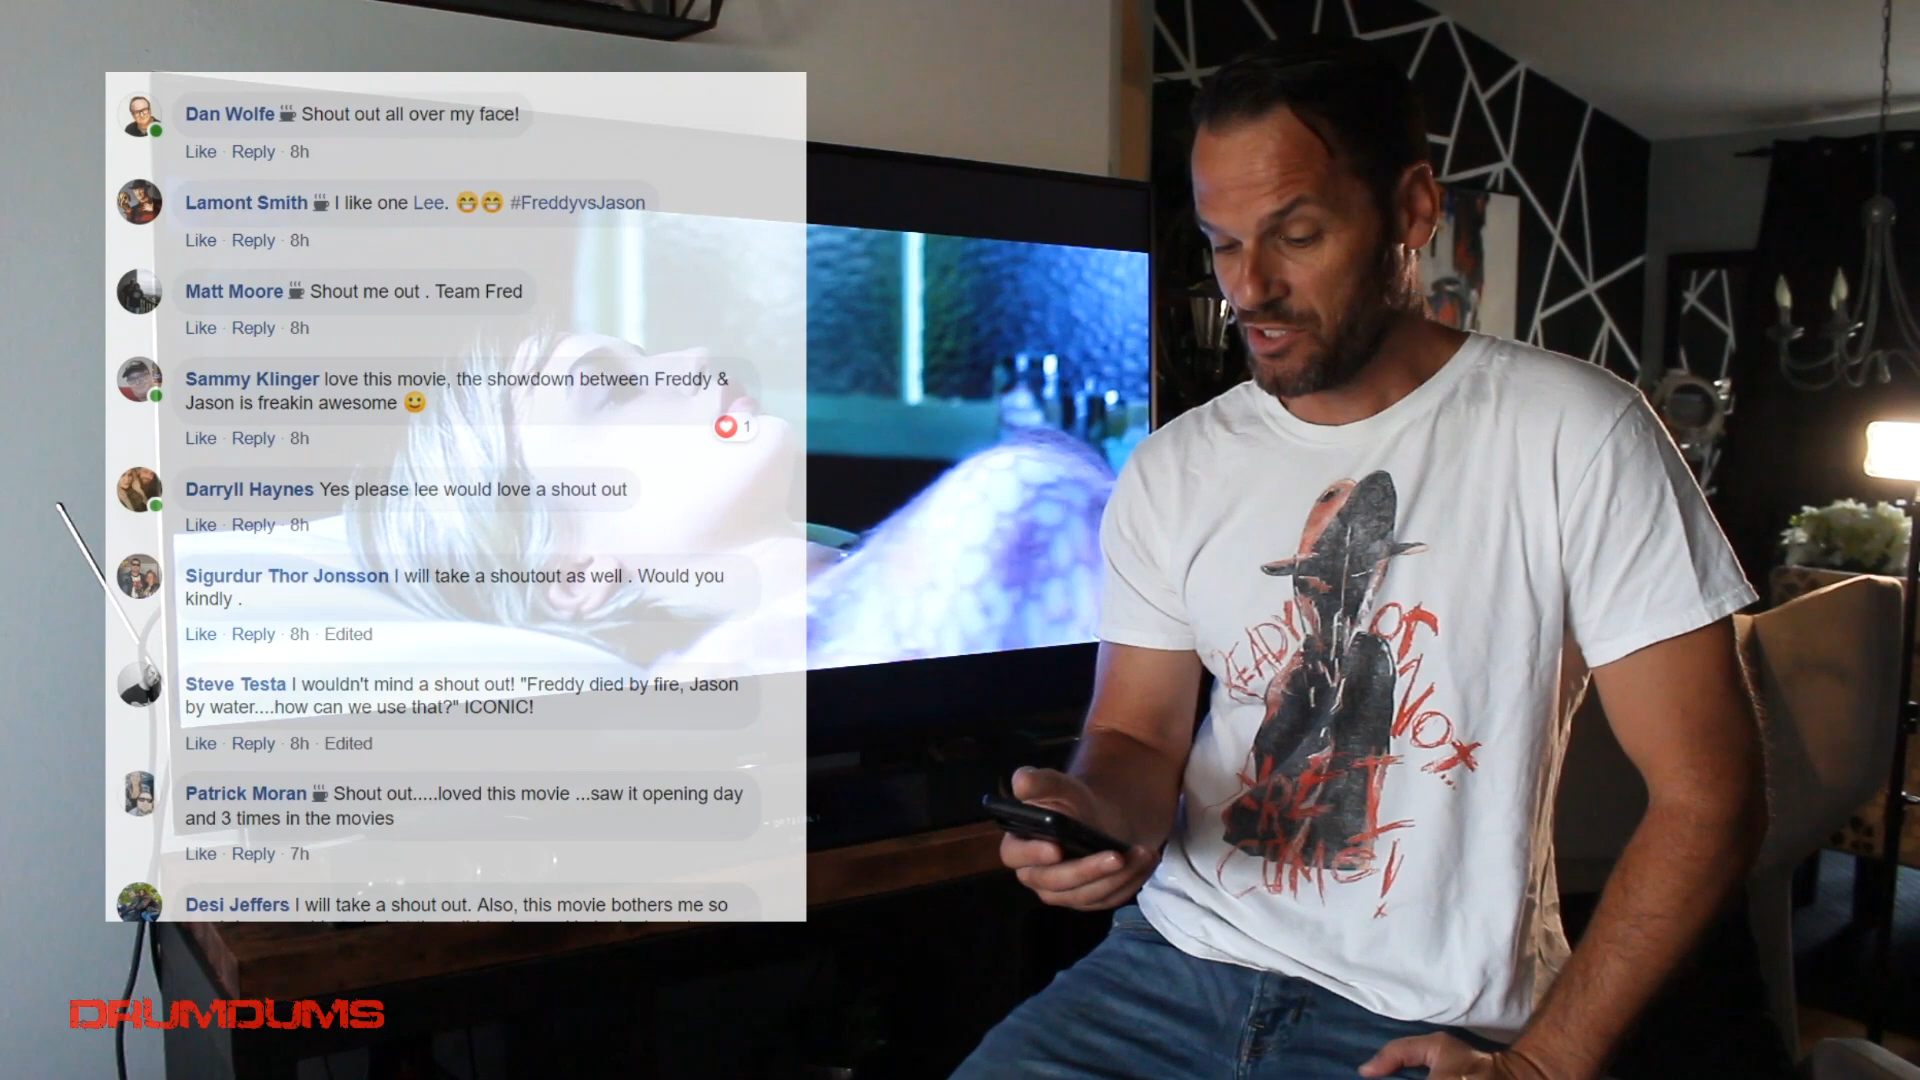 Dan Wolfe Shout out all over my face!
Like · Reply · 8h
Lamont Smith I like one Lee. 😁😁 #FreddyvsJason
Like · Reply · 8h
Matt Moore Shout me out . Team Fred
Like · Reply · 8h
Sammy Klinger love this movie, the showdown between Freddy &
Jason is freakin awesome 🙂
1
Like · Reply · 8h
Darryll Haynes Yes please lee would love a shout out
Like · Reply · 8h
Sigurdur Thor Jonsson I will take a shoutout as well . Would you
kindly .
Like · Reply · 8h · Edited
Steve Testa I wouldn't mind a shout out! "Freddy died by fire, Jason
by water....how can we use that?" ICONIC!
Like · Reply · 8h · Edited
Patrick Moran Shout out.....loved this movie ...saw it opening day
and 3 times in the movies
Like · Reply · 7h
Desi Jeffers I will take a shout out. Also, this movie bothers me so
READY OR NOT...
HERE I
COME!
DRUMDUMS